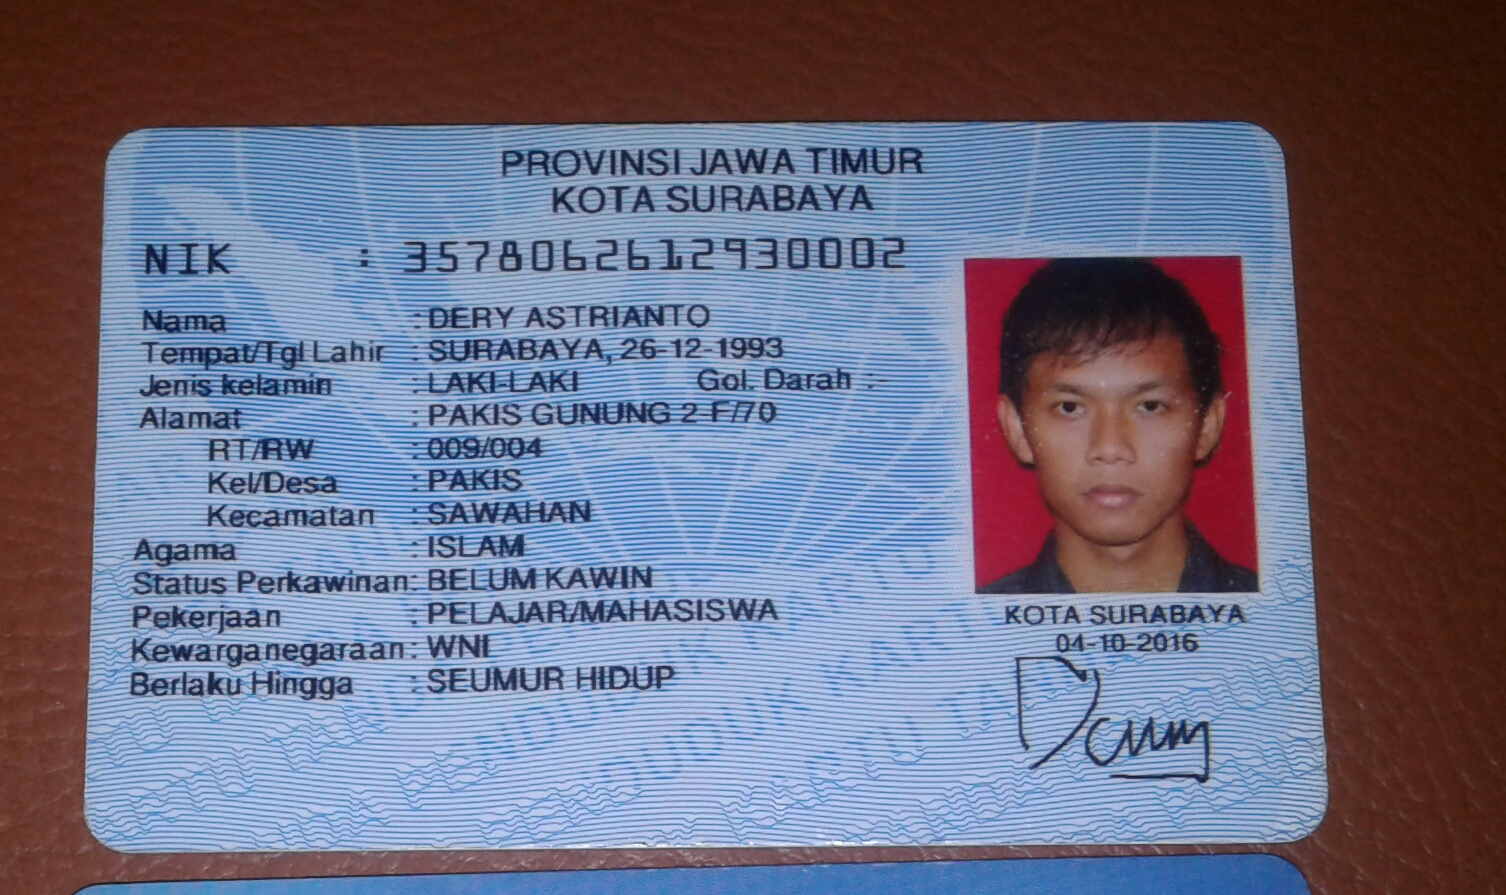 PROVINSI JAWA TIMUR
KOTA SURABAYA
NIK : 3578062612930002
Nama : DERY ASTRIANTO
Tempat/Tgl Lahir : SURABAYA, 26-12-1993
Jenis kelamin : LAKI-LAKI Gol. Darah :-
Alamat : PAKIS GUNUNG 2-F/70
RT/RW : 009/004
Kel/Desa : PAKIS
Kecamatan : SAWAHAN
Agama : ISLAM
Status Perkawinan: BELUM KAWIN
Pekerjaan : PELAJAR/MAHASISWA
Kewarganegaraan: WNI
Berlaku Hingga : SEUMUR HIDUP
KOTA SURABAYA
04-10-2016